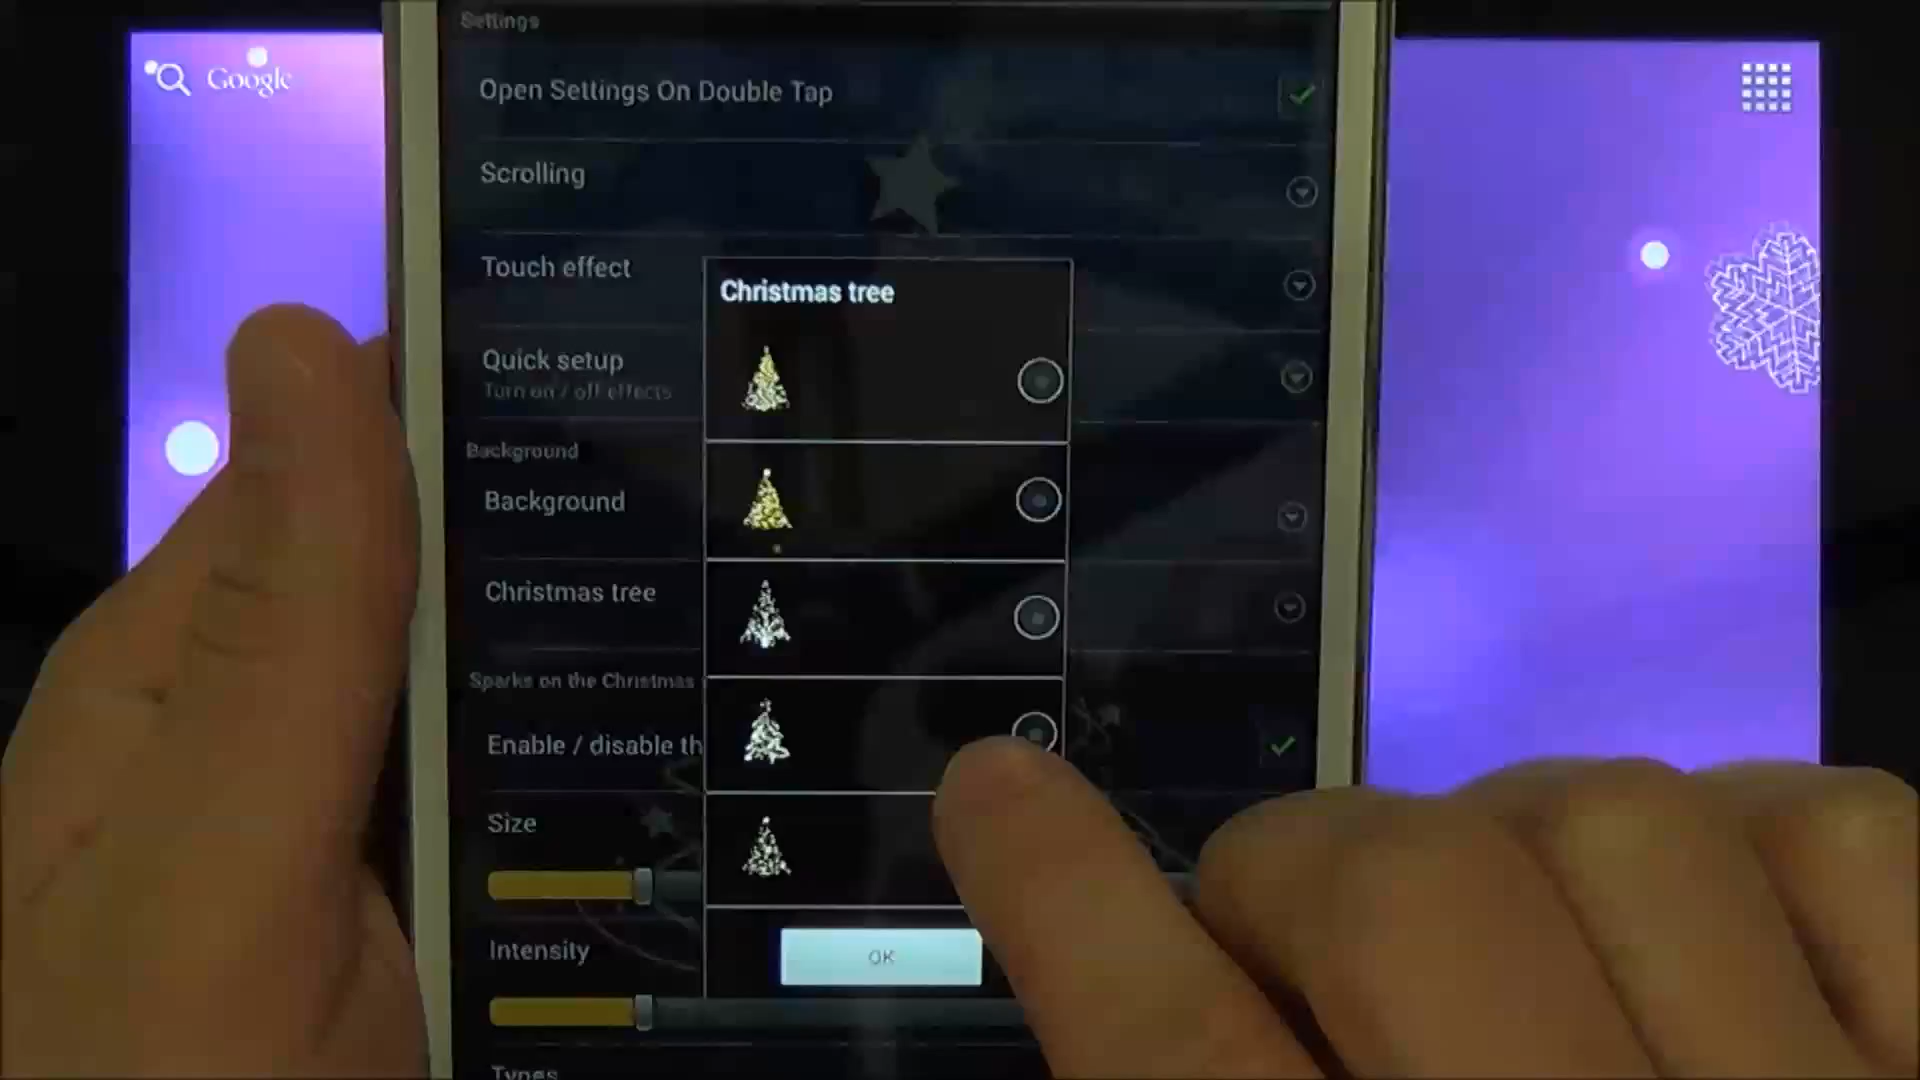 Settings
Google
Open Settings On Double Tap
Scrolling
Touch effect
Christmas tree
Quick setup
Turn on / off effects
Background
Background
Christmas tree
Sparks on the Christmas
Enable / disable th
Size
Intensity
OK
Types